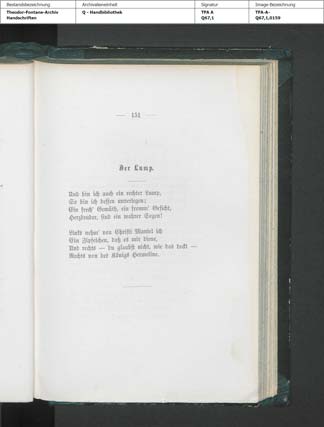 Bestandsbezeichnung Archivalieneinheit Signatur Image-Bezeichnung
Theodor-Fontane-Archiv Q - Handbibliothek TFA A TFA-A-
Handschriften Q67,1 Q67,1,0159
— 151 —
Der Lump.
Und bin ich auch ein rechter Lump,
So bin ich dessen unverlegen;
Ein frech' Gemüth, ein fromm' Gesicht,
Herzbruder, sind ein wahrer Segen!
Links nehm' von Christi Mantel ich
Ein Zipfelchen, daß es mir diene,
Und rechts — du glaubst nicht, wie das deckt —
Rechts von des Königs Hermeline.